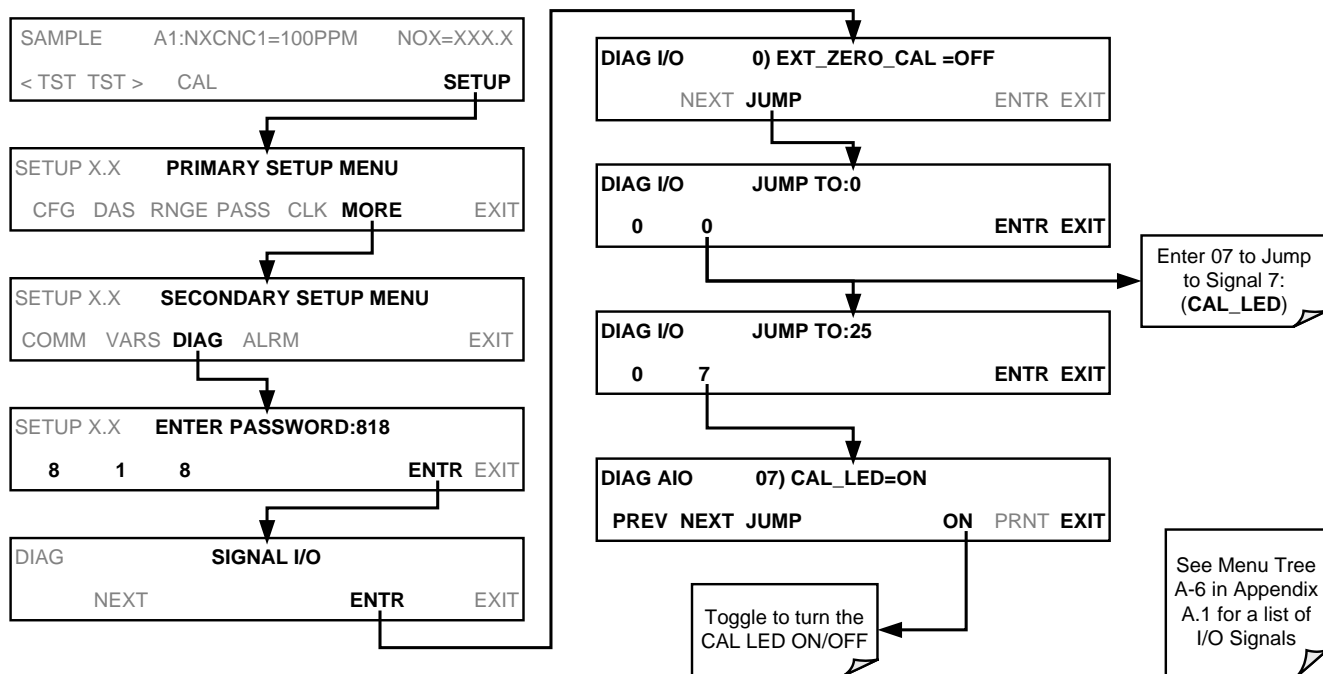 SAMPLE A1:NXCNC1=100PPM NOX=XXX.X
< TST TST > CAL SETUP
SETUP X.X PRIMARY SETUP MENU
CFG DAS RNGE PASS CLK MORE EXIT
SETUP X.X SECONDARY SETUP MENU
COMM VARS DIAG ALRM EXIT
SETUP X.X ENTER PASSWORD:818
8 1 8 ENTR EXIT
DIAG SIGNAL I/O
NEXT ENTR EXIT
DIAG I/O 0) EXT_ZERO_CAL =OFF
NEXT JUMP ENTR EXIT
DIAG I/O JUMP TO:0
0 0 ENTR EXIT
Enter 07 to Jump
to Signal 7:
(CAL_LED)
DIAG I/O JUMP TO:25
0 7 ENTR EXIT
DIAG AIO 07) CAL_LED=ON
PREV NEXT JUMP ON PRNT EXIT
Toggle to turn the
CAL LED ON/OFF
See Menu Tree
A-6 in Appendix
A.1 for a list of
I/O Signals